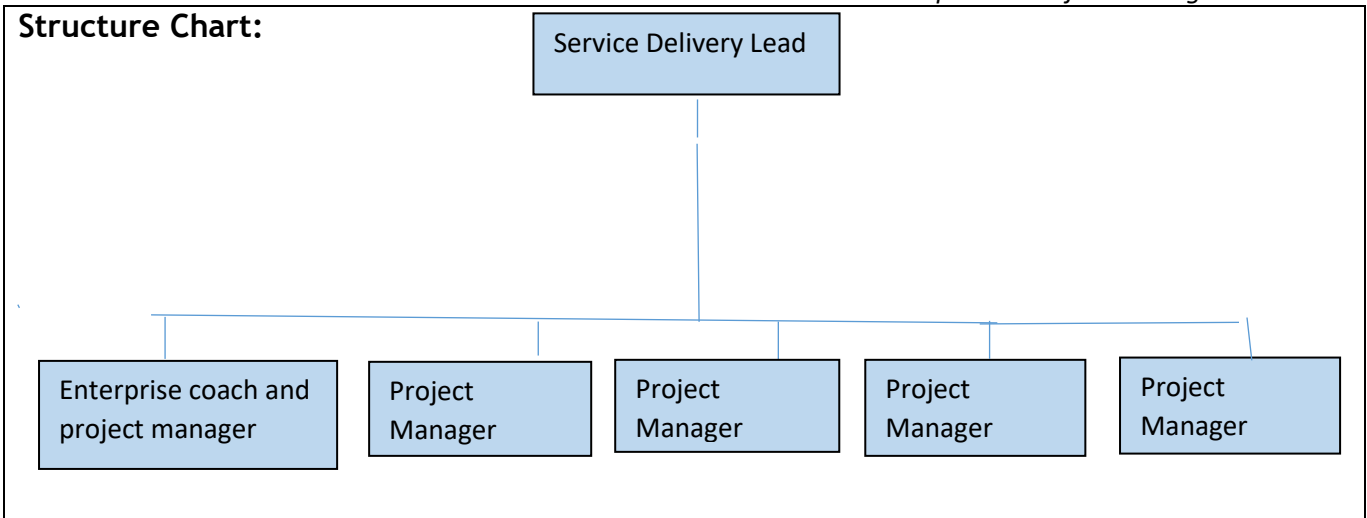 Structure Chart:
Service Delivery Lead
Enterprise coach and
project manager
Project
Manager
Project
Manager
Project
Manager
Project
Manager